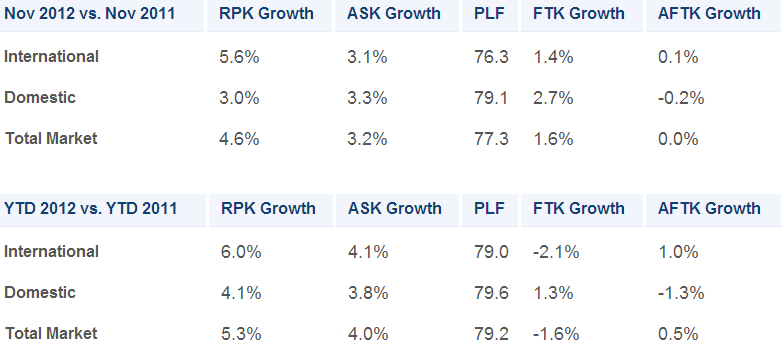 Nov 2012 vs. Nov 2011 RPK Growth ASK Growth PLF FTK Growth AFTK Growth
International 5.6% 3.1% 76.3 1.4% 0.1%
Domestic 3.0% 3.3% 79.1 2.7% -0.2%
Total Market 4.6% 3.2% 77.3 1.6% 0.0%
YTD 2012 vs. YTD 2011 RPK Growth ASK Growth PLF FTK Growth AFTK Growth
International 6.0% 4.1% 79.0 -2.1% 1.0%
Domestic 4.1% 3.8% 79.6 1.3% -1.3%
Total Market 5.3% 4.0% 79.2 -1.6% 0.5%